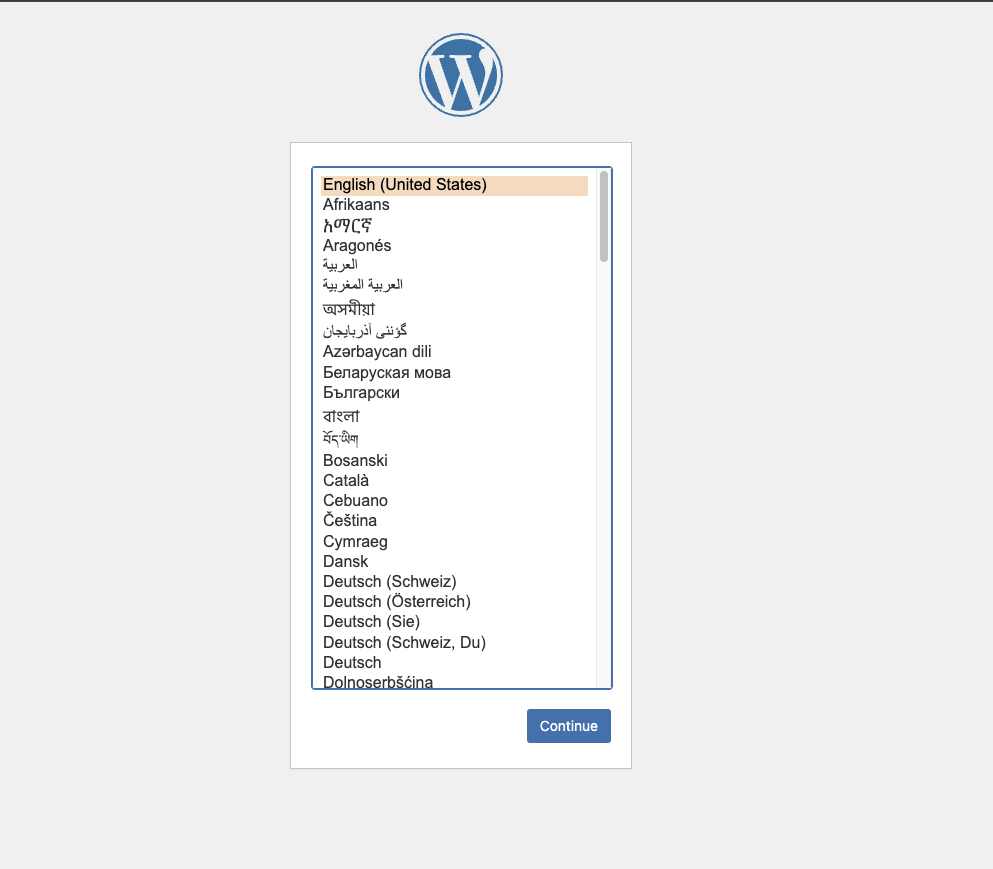 English (United States)
Afrikaans
አማርኛ
Aragonés
العربية
العربية المغربية
অসমীয়া
گؤنئی آذربایجان
Azərbaycan dili
Беларуская мова
Български
বাংলা
བོད་ཡིག
Bosanski
Català
Cebuano
Čeština
Cymraeg
Dansk
Deutsch (Schweiz)
Deutsch (Österreich)
Deutsch (Sie)
Deutsch (Schweiz, Du)
Deutsch
Dolnoserbšćina
Continue